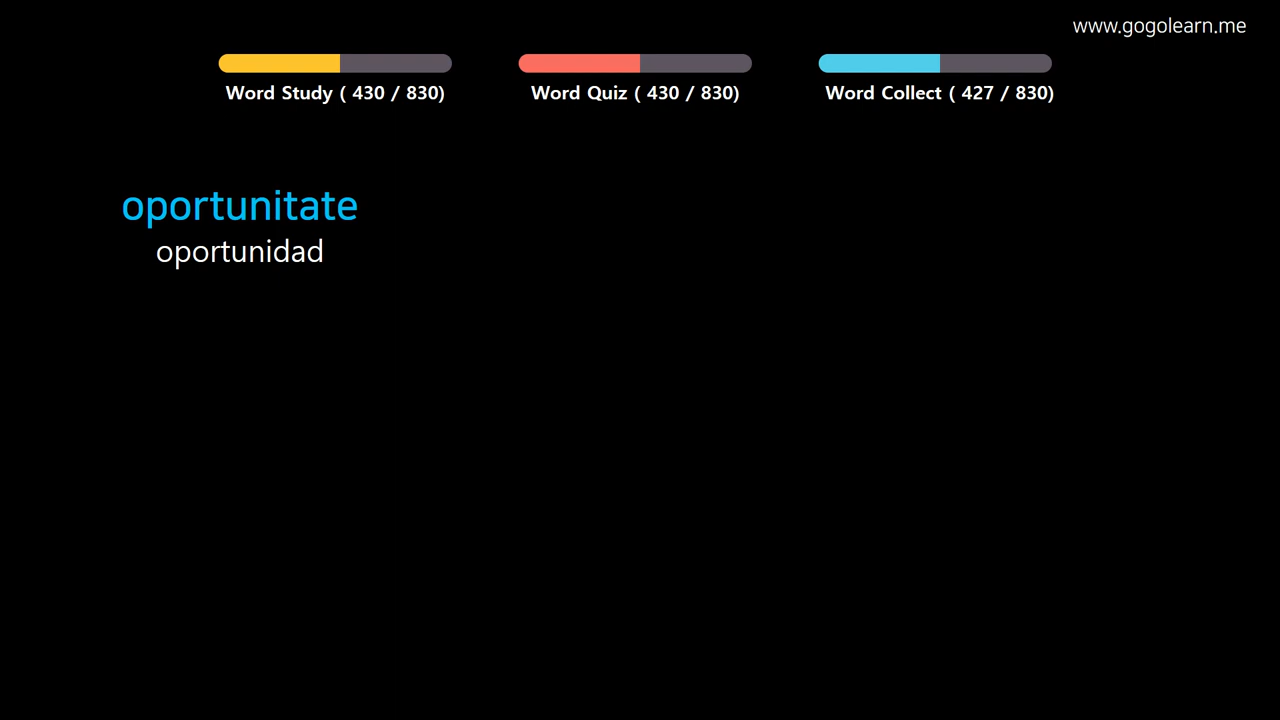 www.gogolearn.me
Word Study ( 430 / 830)
Word Quiz ( 430 / 830)
Word Collect ( 427 / 830)
oportunitate
oportunidad